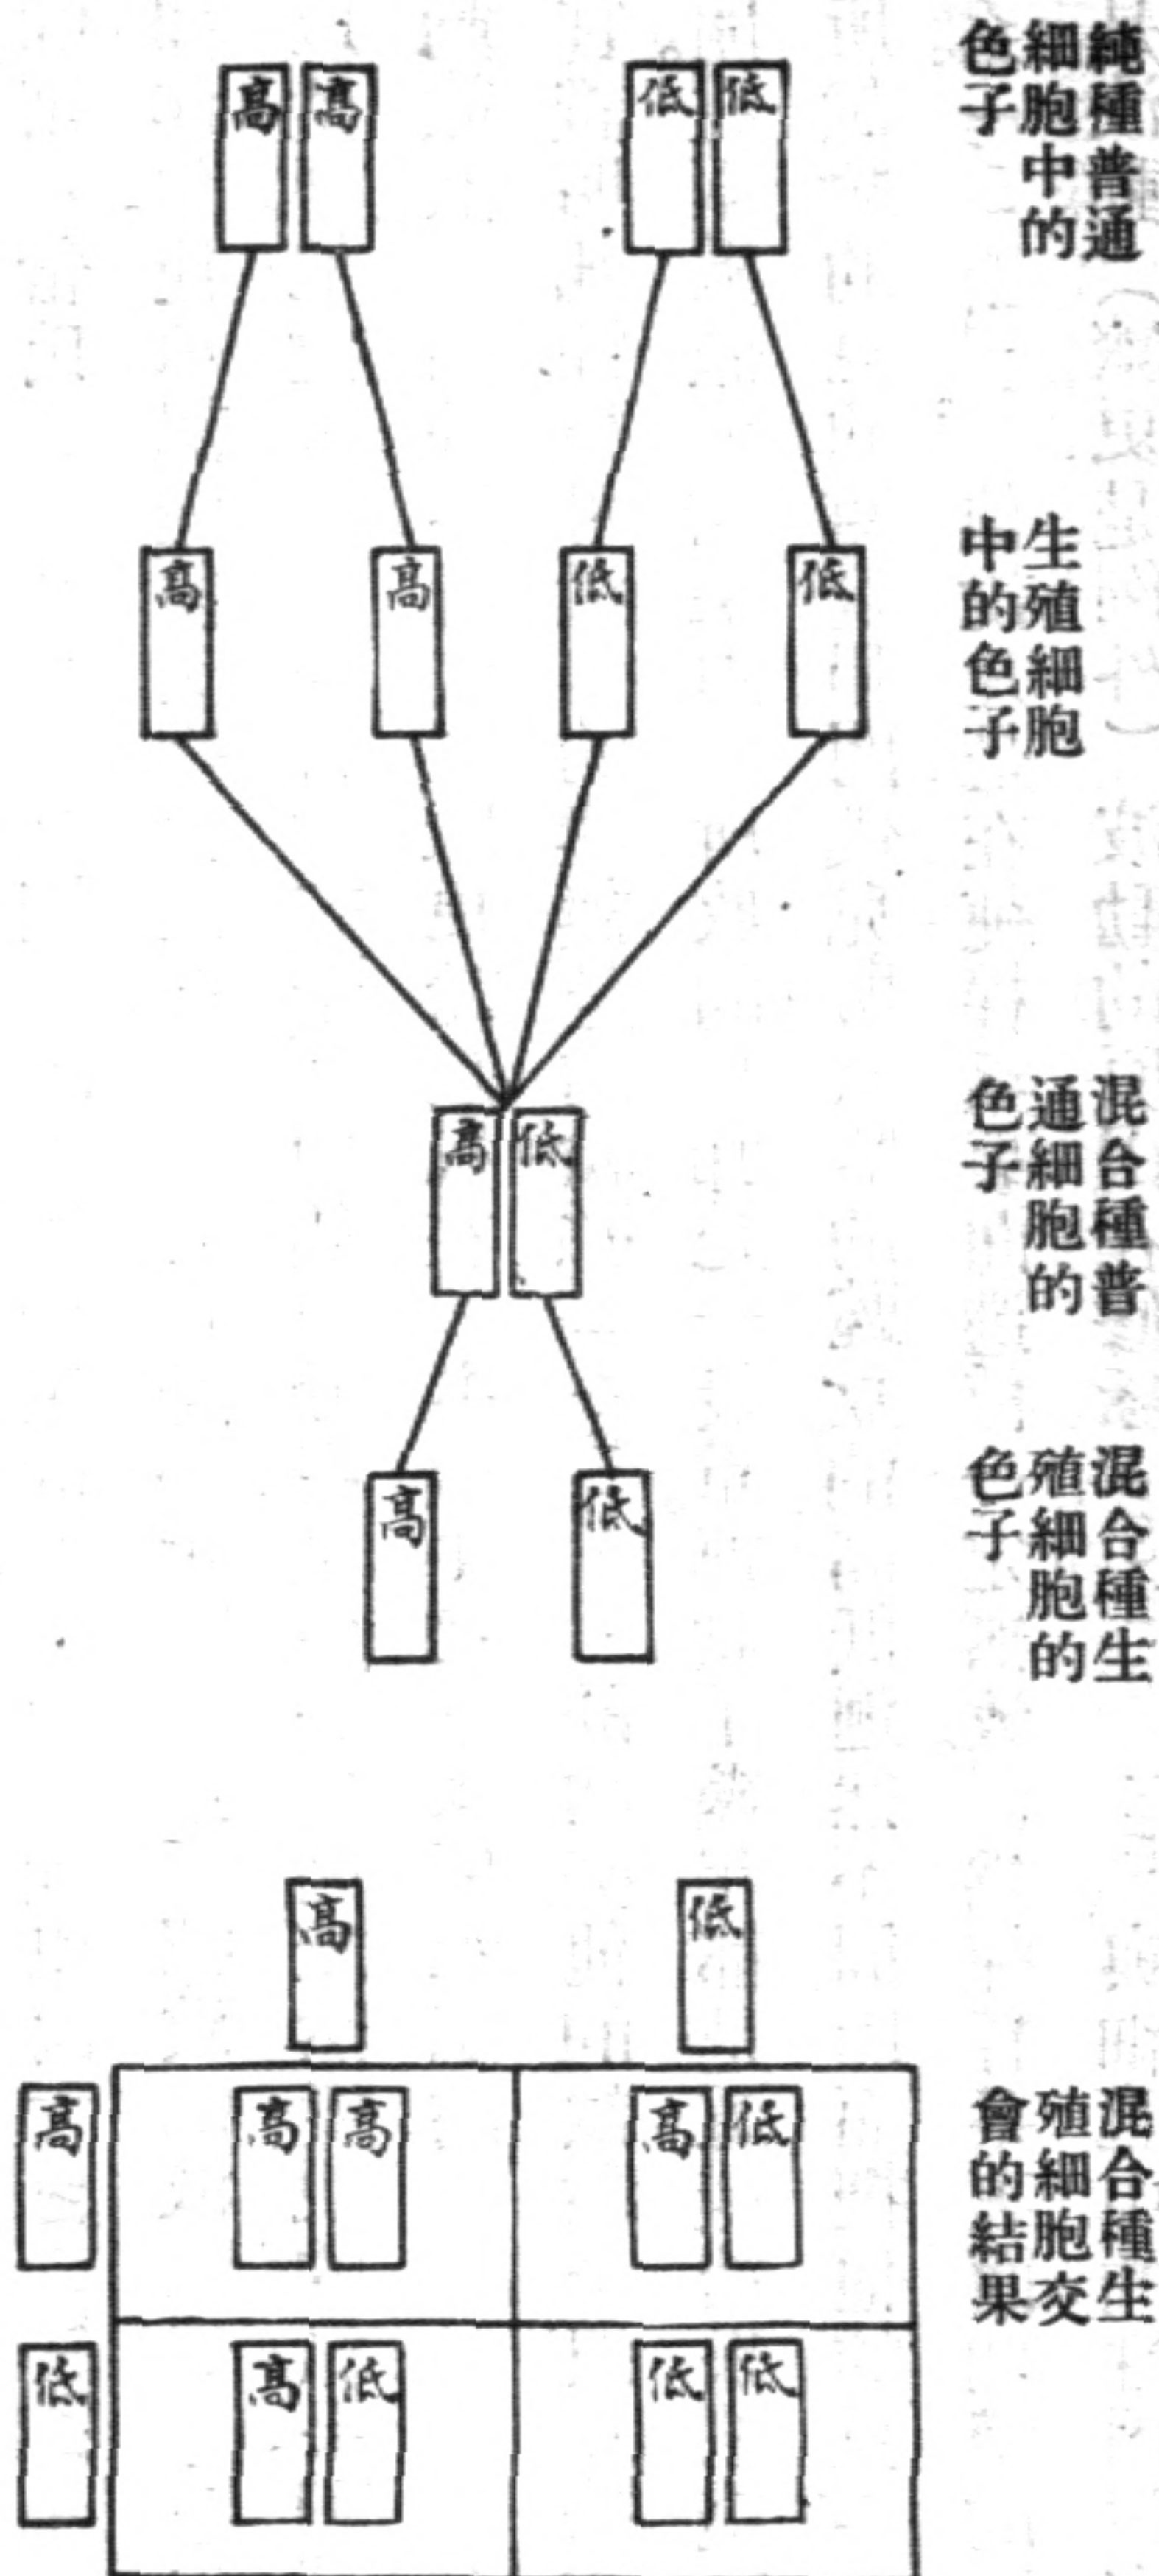 純種普通
細胞中的
色子
高 高 低 低
生殖細胞
中的色子
高 高 低 低
混合種普
通細胞的
色子
高 低
混合種生
殖細胞的
色子
高 低
混合種生
殖細胞交
會的結果
高 低
高 高 高 高 低
低 高 低 低 低